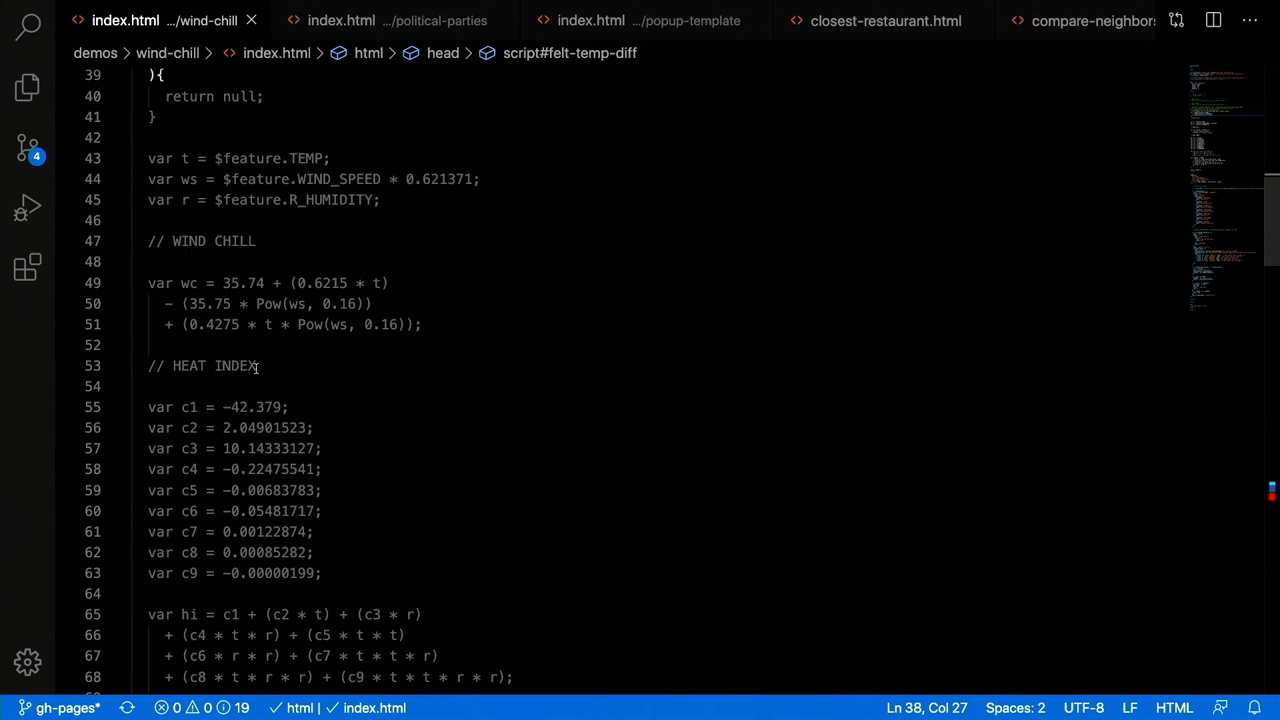 index.html .../wind-chill
index.html .../political-parties
index.html .../popup-template
closest-restaurant.html
compare-neighbors
demos > wind-chill > index.html > html > head > script#felt-temp-diff
39 ){
40 return null;
41 }
42
43 var t = $feature.TEMP;
44 var ws = $feature.WIND_SPEED * 0.621371;
45 var r = $feature.R_HUMIDITY;
46
47 // WIND CHILL
48
49 var wc = 35.74 + (0.6215 * t)
50 - (35.75 * Pow(ws, 0.16))
51 + (0.4275 * t * Pow(ws, 0.16));
52
53 // HEAT INDEX
54
55 var c1 = -42.379;
56 var c2 = 2.04901523;
57 var c3 = 10.14333127;
58 var c4 = -0.22475541;
59 var c5 = -0.00683783;
60 var c6 = -0.05481717;
61 var c7 = 0.00122874;
62 var c8 = 0.00085282;
63 var c9 = -0.00000199;
64
65 var hi = c1 + (c2 * t) + (c3 * r)
66 + (c4 * t * r) + (c5 * t * t)
67 + (c6 * r * r) + (c7 * t * t * r)
68 + (c8 * t * r * r) + (c9 * t * t * r * r);
4
gh-pages* 0 0 19 html | index.html Ln 38, Col 27 Spaces: 2 UTF-8 LF HTML